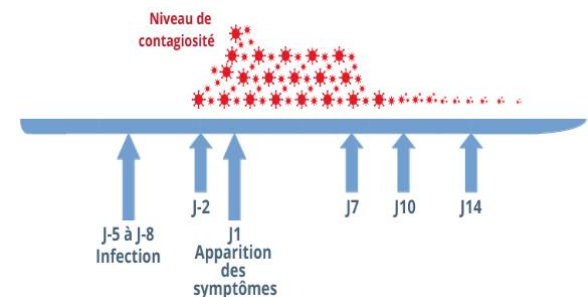 Niveau de
contagiosité
J-5 à J-8
Infection
J-2
J1
Apparition
des
symptômes
J7
J10
J14